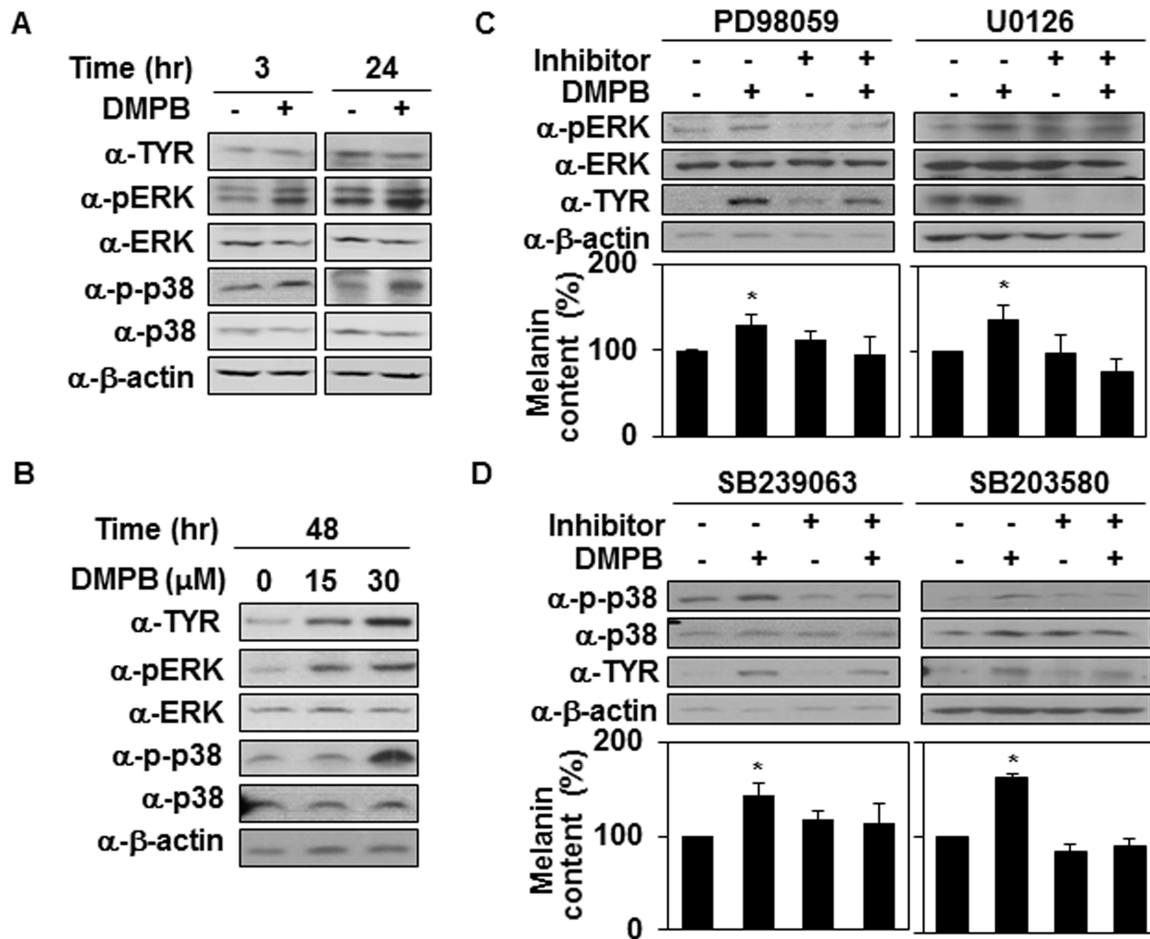 A
Time (hr) 3 24
DMPB - + - +
α-TYR
α-pERK
α-ERK
α-p-p38
α-p38
α-β-actin
B
Time (hr) 48
DMPB (μM) 0 15 30
α-TYR
α-pERK
α-ERK
α-p-p38
α-p38
α-β-actin
C
PD98059 U0126
Inhibitor - - + + - - + +
DMPB - + - + - + - +
α-pERK
α-ERK
α-TYR
α-β-actin
Melanin
content (%)
200
100
0
* *
D
SB239063 SB203580
Inhibitor - - + + - - + +
DMPB - + - + - + - +
α-p-p38
α-p38
α-TYR
α-β-actin
Melanin
content (%)
200
100
0
* *